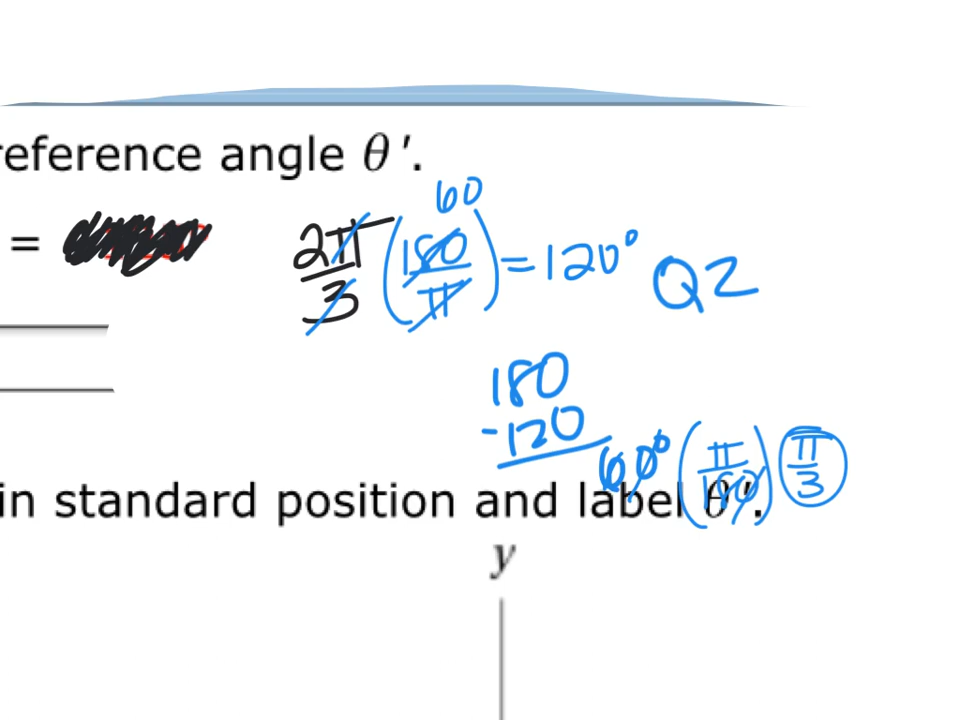 reference angle θ ′.
60
= 2π/3 (180/π) = 120° Q2
180
-120
60° (π/180) π/3
in standard position and label θ ′.
y